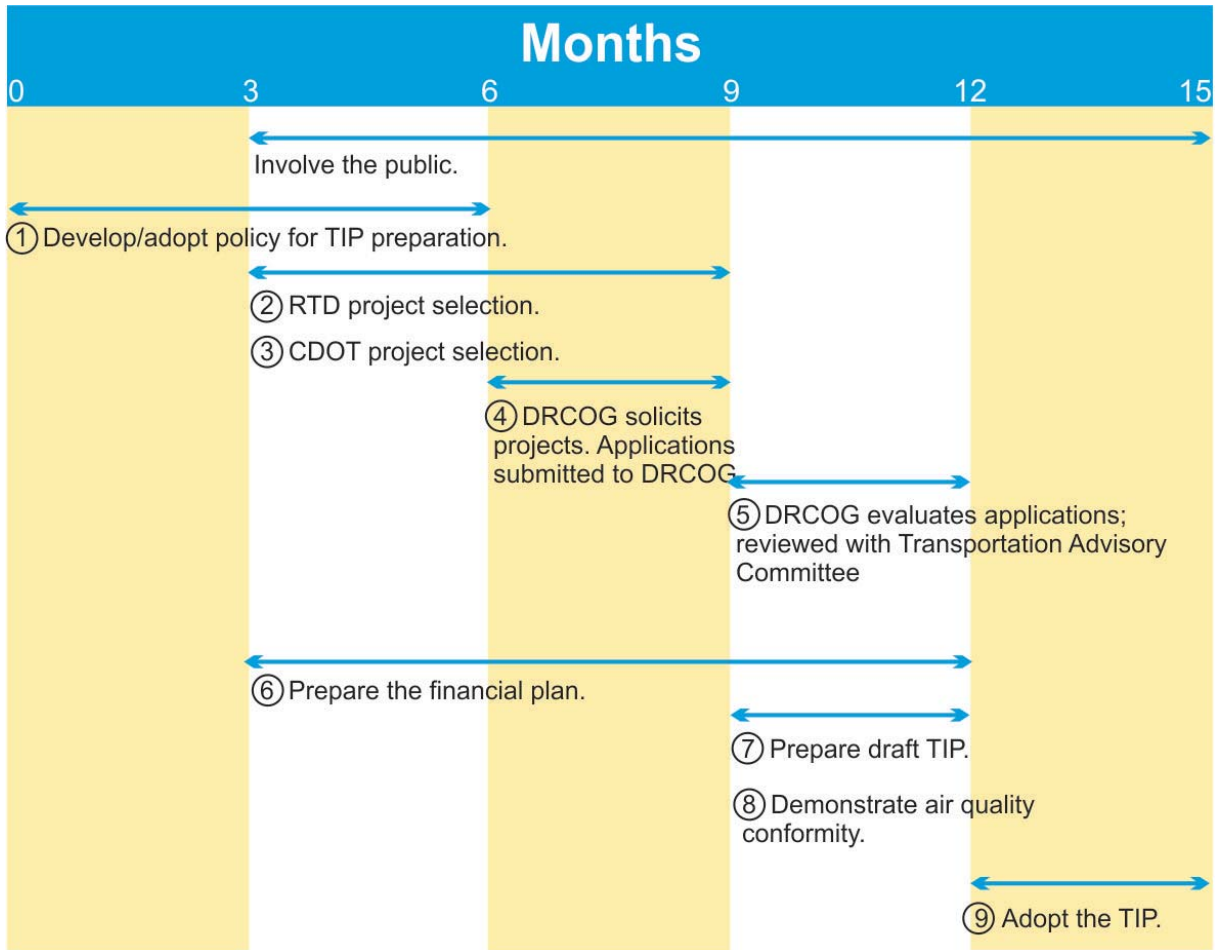 Months
0 3 6 9 12 15
Involve the public.
① Develop/adopt policy for TIP preparation.
② RTD project selection.
③ CDOT project selection.
④ DRCOG solicits
projects. Applications
submitted to DRCOG
⑤ DRCOG evaluates applications;
reviewed with Transportation Advisory
Committee
⑥ Prepare the financial plan.
⑦ Prepare draft TIP.
⑧ Demonstrate air quality
conformity.
⑨ Adopt the TIP.